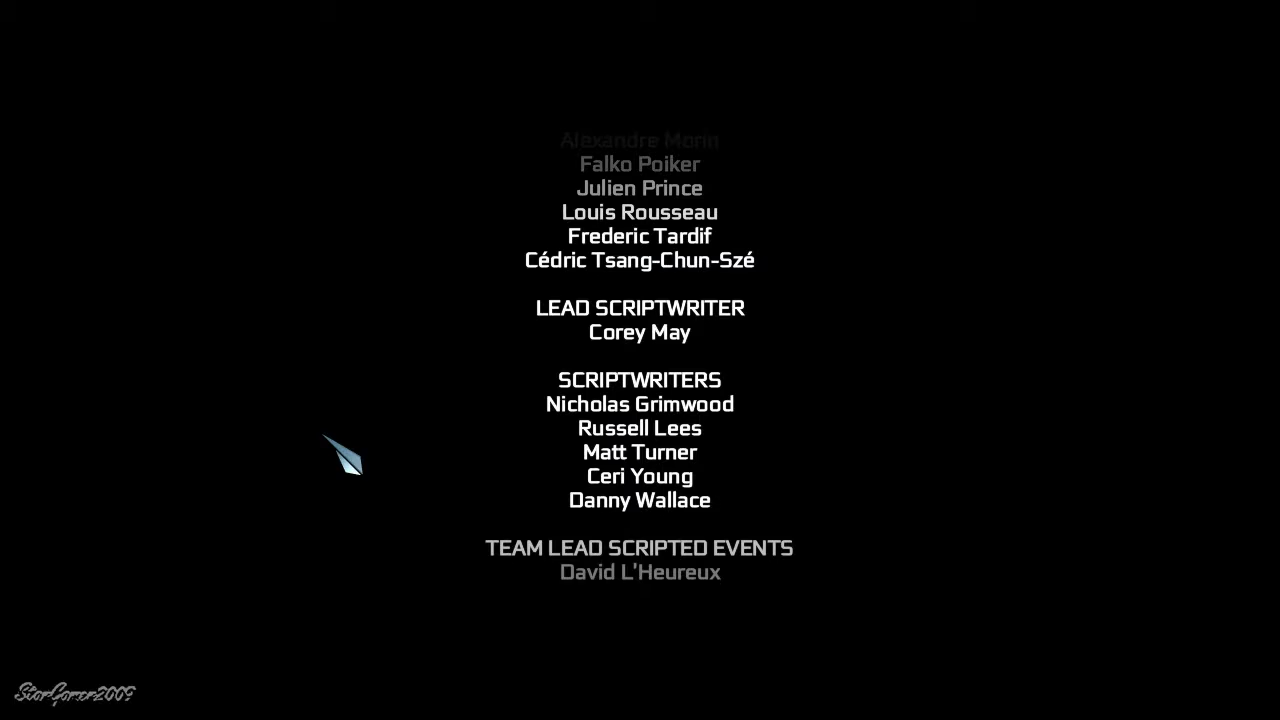 Alexandre Morin
Falko Poiker
Julien Prince
Louis Rousseau
Frederic Tardif
Cédric Tsang-Chun-Szé
LEAD SCRIPTWRITER
Corey May
SCRIPTWRITERS
Nicholas Grimwood
Russell Lees
Matt Turner
Ceri Young
Danny Wallace
TEAM LEAD SCRIPTED EVENTS
David L'Heureux
StarGamer2009